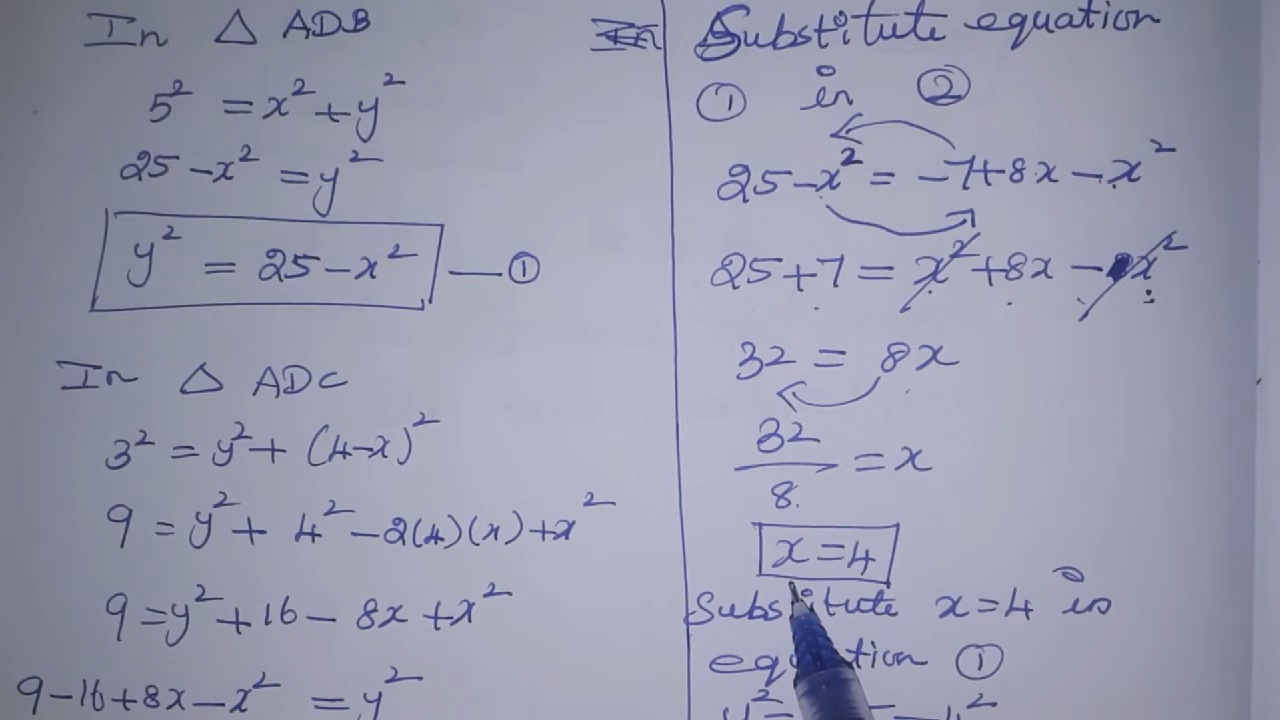 In △ ADB
5² = x² + y²
25 - x² = y²
y² = 25 - x² — ①
In △ ADC
3² = y² + (4-x)²
9 = y² + 4² - 2(4)(x) + x²
9 = y² + 16 - 8x + x²
9 - 16 + 8x - x² = y²
Substitute equation
① in ②
25 - x² = -7 + 8x - x²
25 + 7 = x² + 8x - x²
32 = 8x
32/8 = x
x = 4
Substitute x = 4 in
equation ①